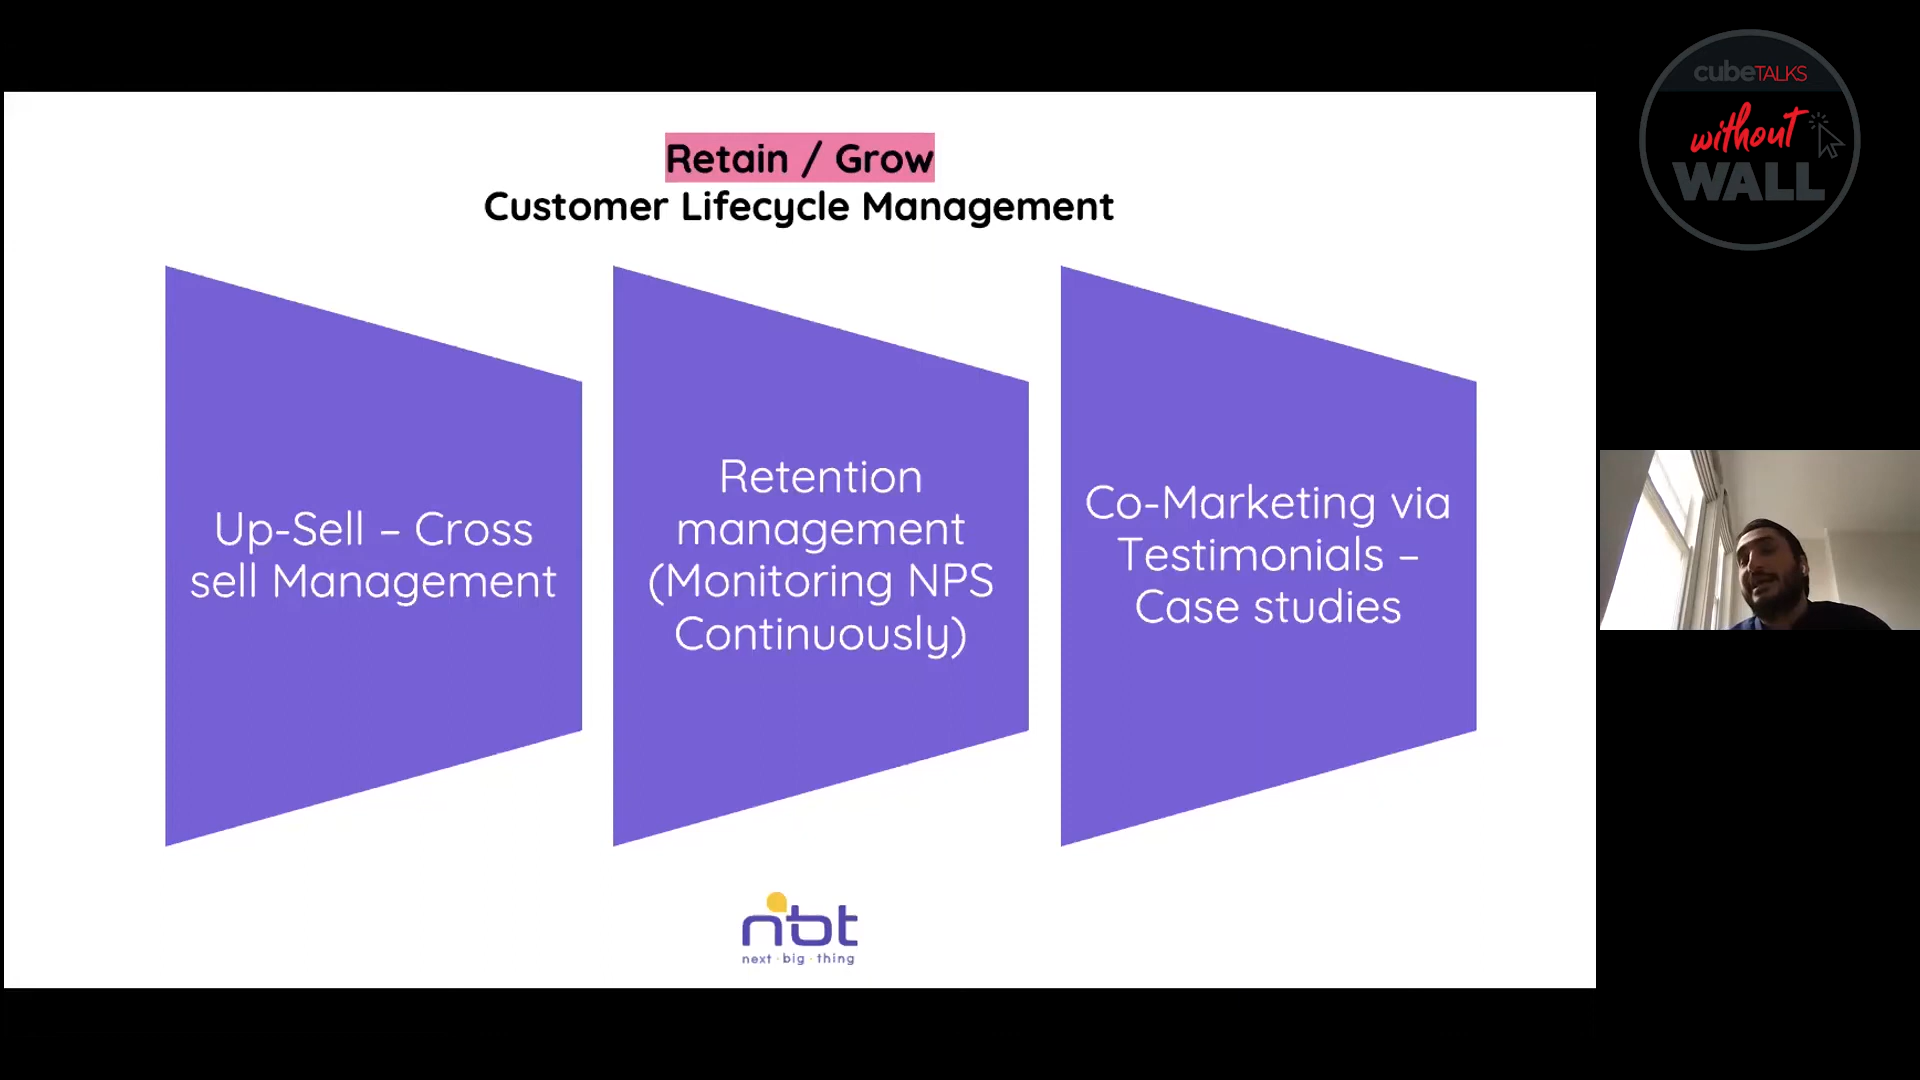 cubeTALKS
without
WALL
Retain / Grow
Customer Lifecycle Management
Up-Sell – Cross
sell Management
Retention
management
(Monitoring NPS
Continuously)
Co-Marketing via
Testimonials –
Case studies
nbt
next · big · thing